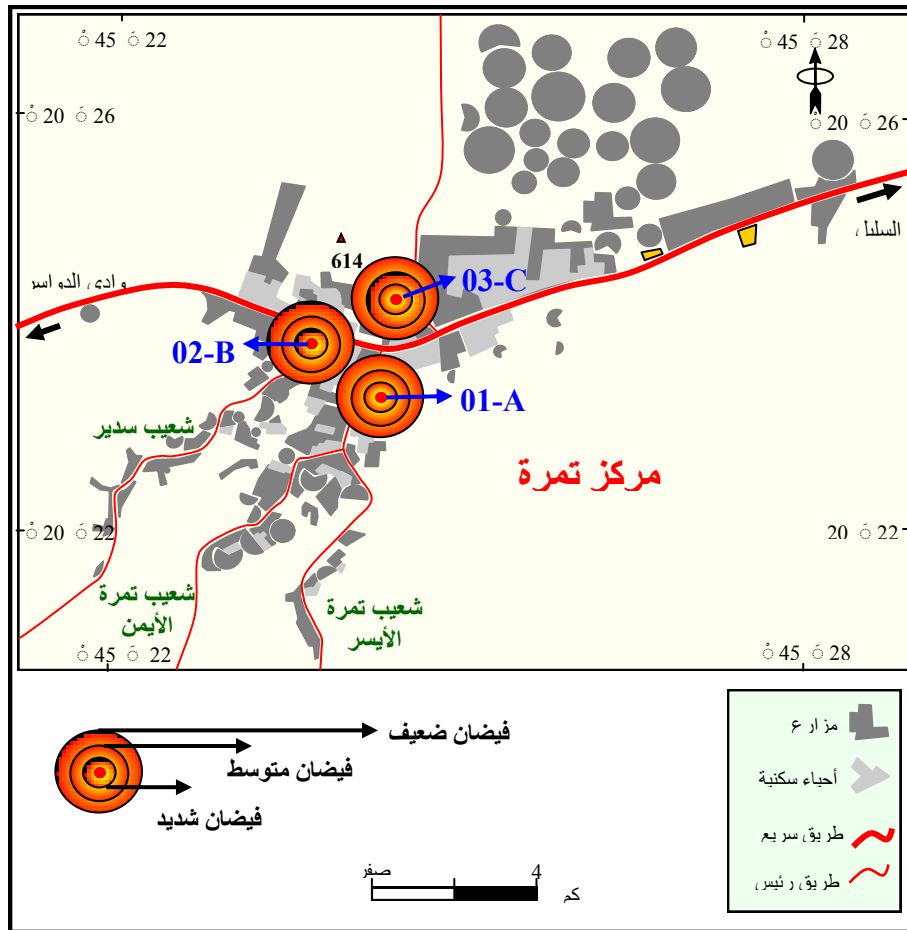 45 22
45 28
20 26
20 26
السليل
614
03-C
وادي الدواسر
02-B
01-A
شعيب سدير
مركز تمرة
20 22
20 22
شعيب تمرة
الأيمن
شعيب تمرة
الأيسر
45 22
45 28
فيضان ضعيف
فيضان متوسط
فيضان شديد
مزارع
أحياء سكنية
طريق سريع
طريق رئيس
صفر
4
كم